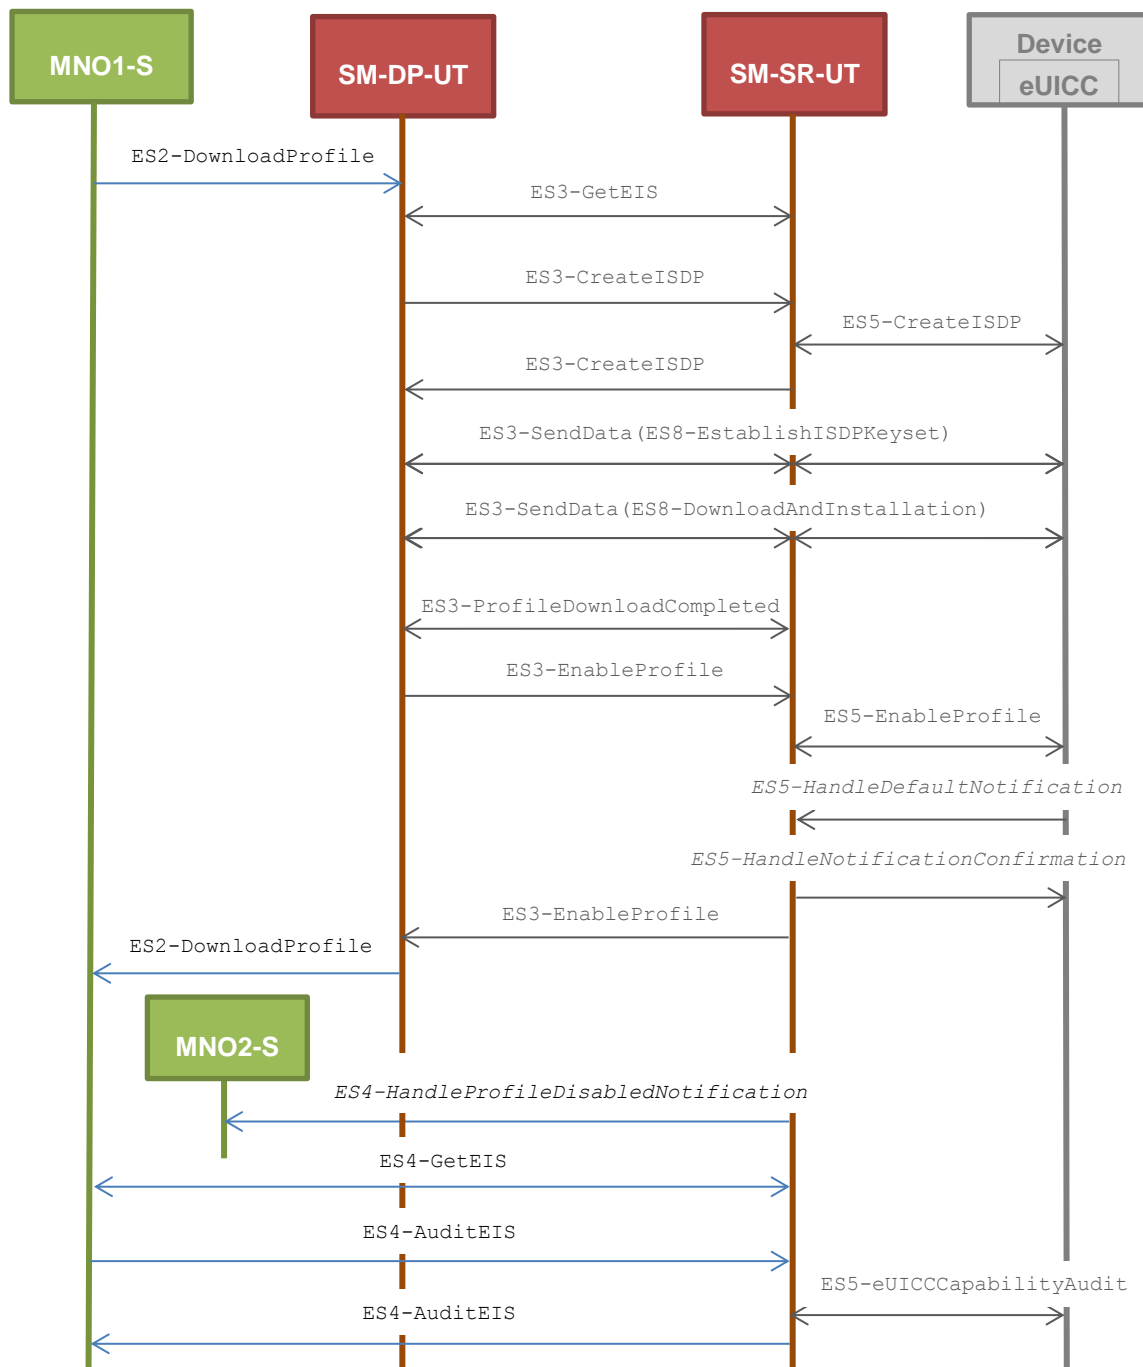 MNO1-S
SM-DP-UT
SM-SR-UT
Device
eUICC
ES2-DownloadProfile
ES3-GetEIS
ES3-CreateISDP
ES5-CreateISDP
ES3-CreateISDP
ES3-SendData(ES8-EstablishISDPKeyset)
ES3-SendData(ES8-DownloadAndInstallation)
ES3-ProfileDownloadCompleted
ES3-EnableProfile
ES5-EnableProfile
ES5-HandleDefaultNotification
ES5-HandleNotificationConfirmation
ES3-EnableProfile
ES2-DownloadProfile
MNO2-S
ES4-HandleProfileDisabledNotification
ES4-GetEIS
ES4-AuditEIS
ES5-eUICCCapabilityAudit
ES4-AuditEIS